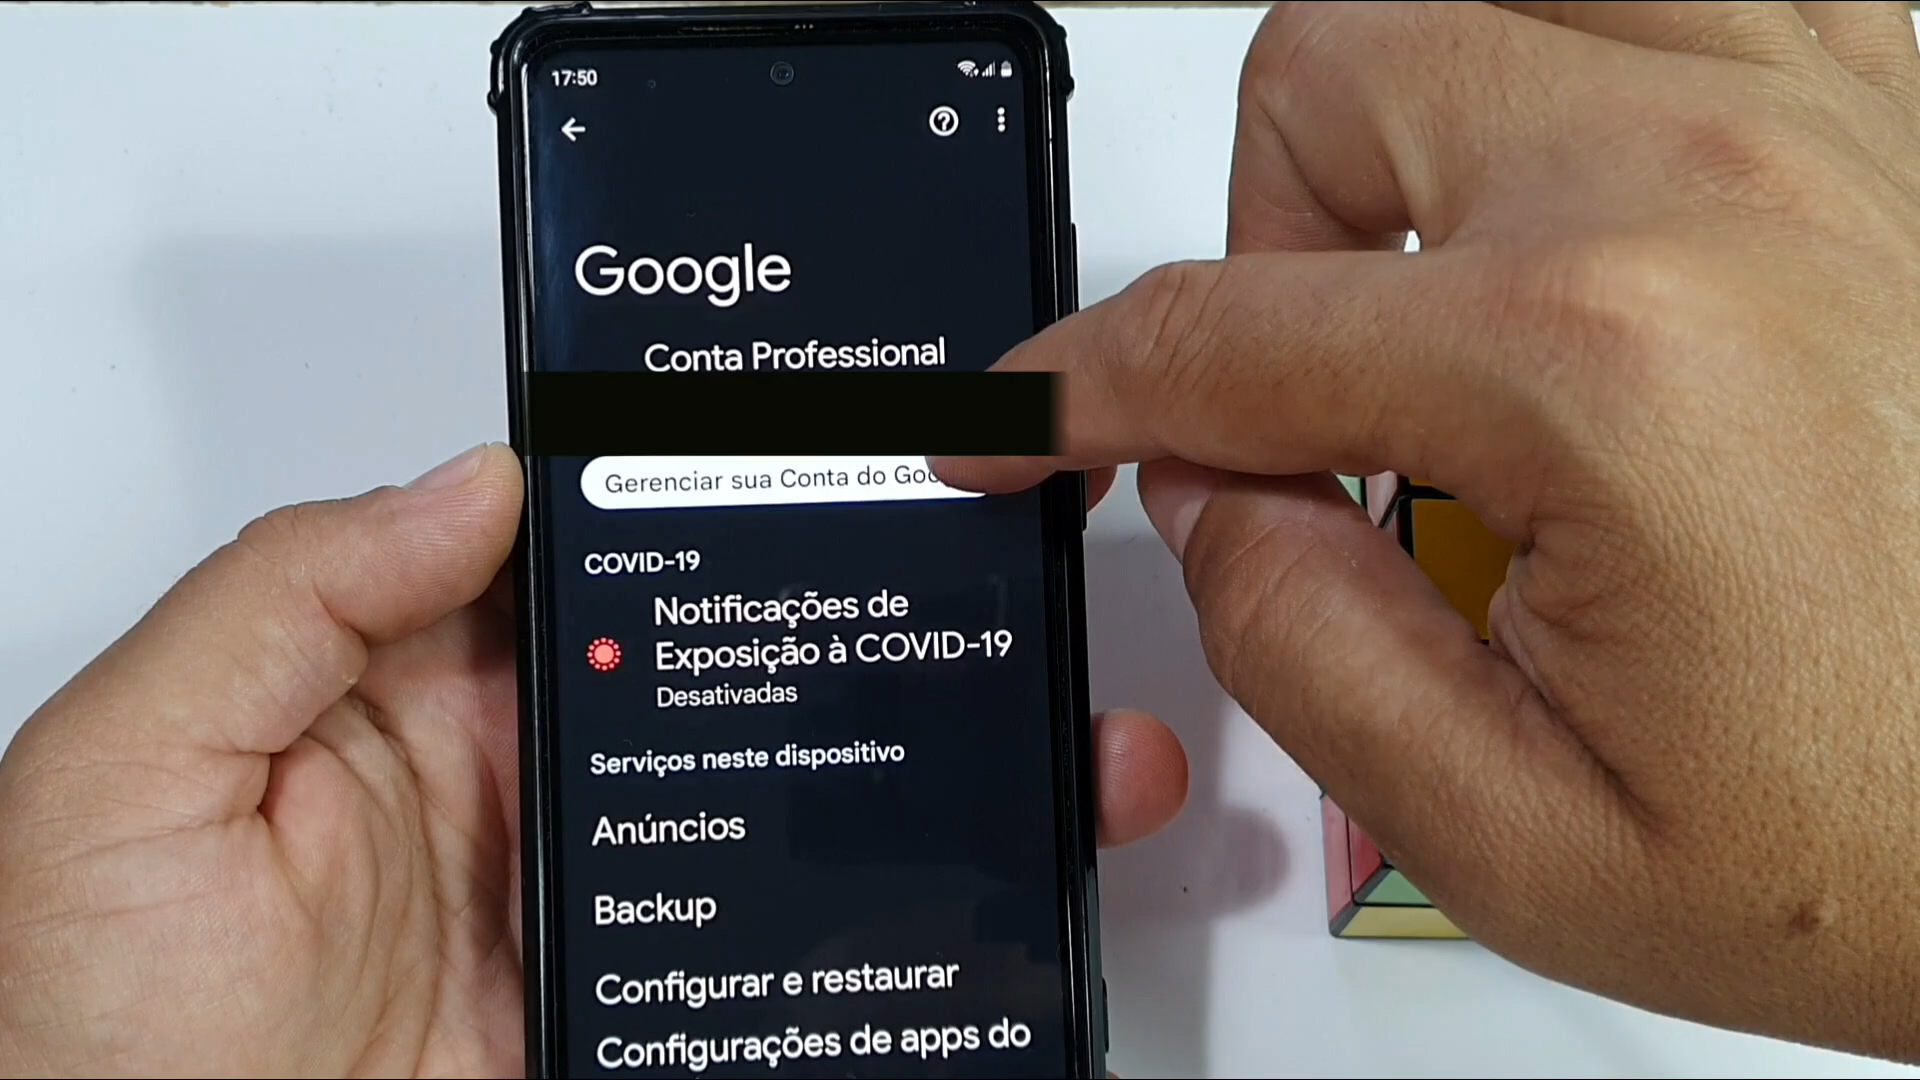 17:50
Google
Conta Professional
Gerenciar sua Conta do
COVID-19
Notificações de
Exposição à COVID-19
Desativadas
Serviços neste dispositivo
Anúncios
Backup
Configurar e restaurar
Configurações de apps do